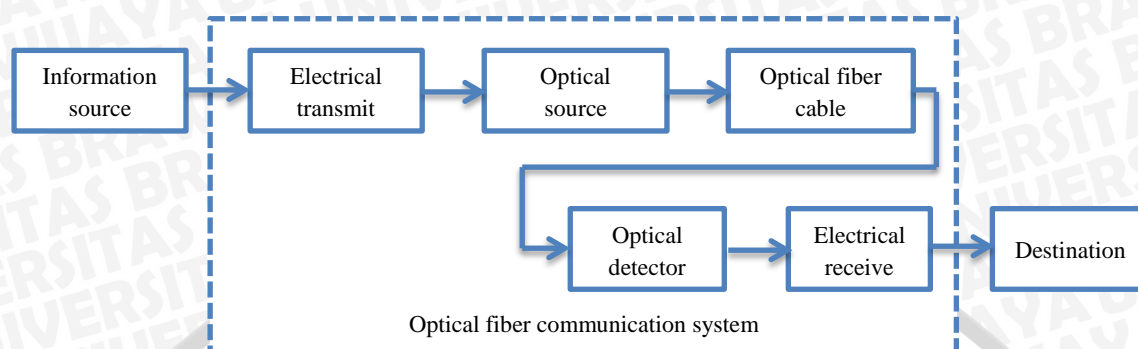 Information
source
Electrical
transmit
Optical
source
Optical fiber
cable
Optical
detector
Electrical
receive
Destination
Optical fiber communication system